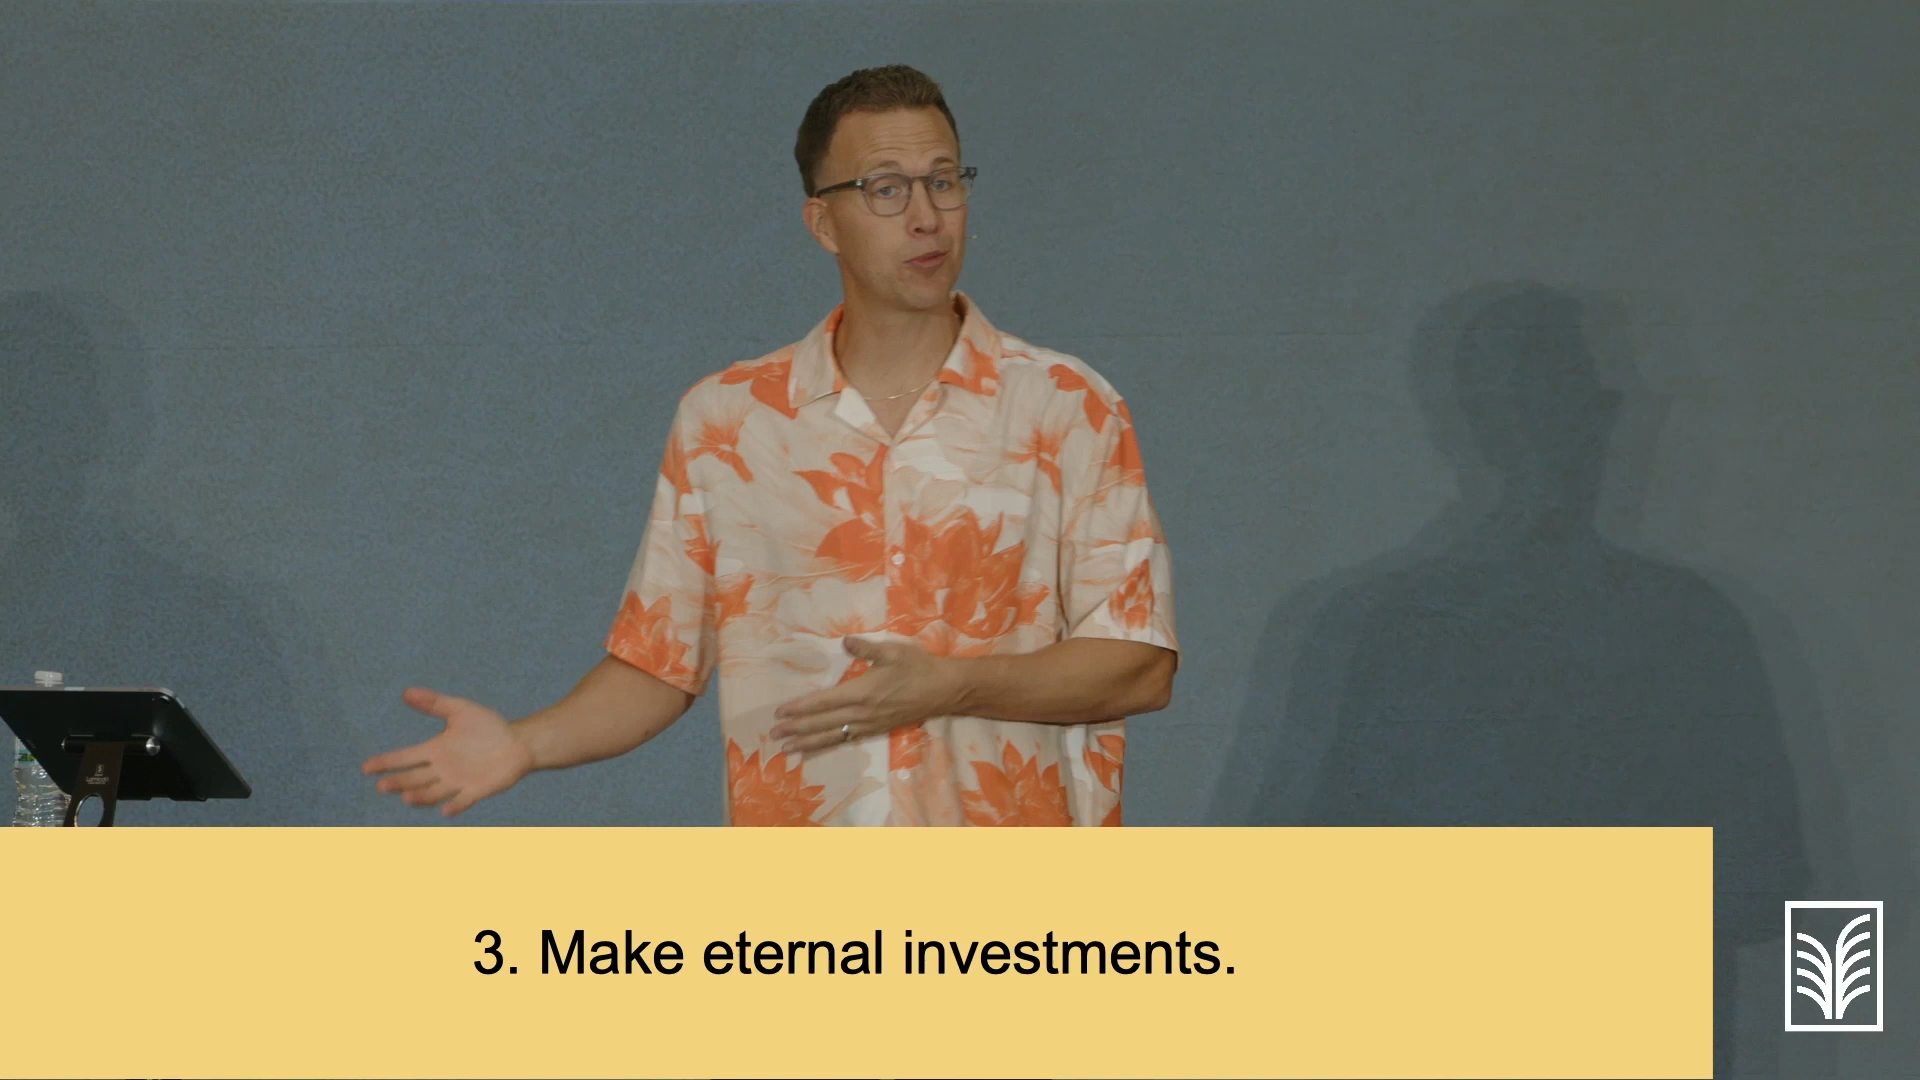 3. Make eternal investments.